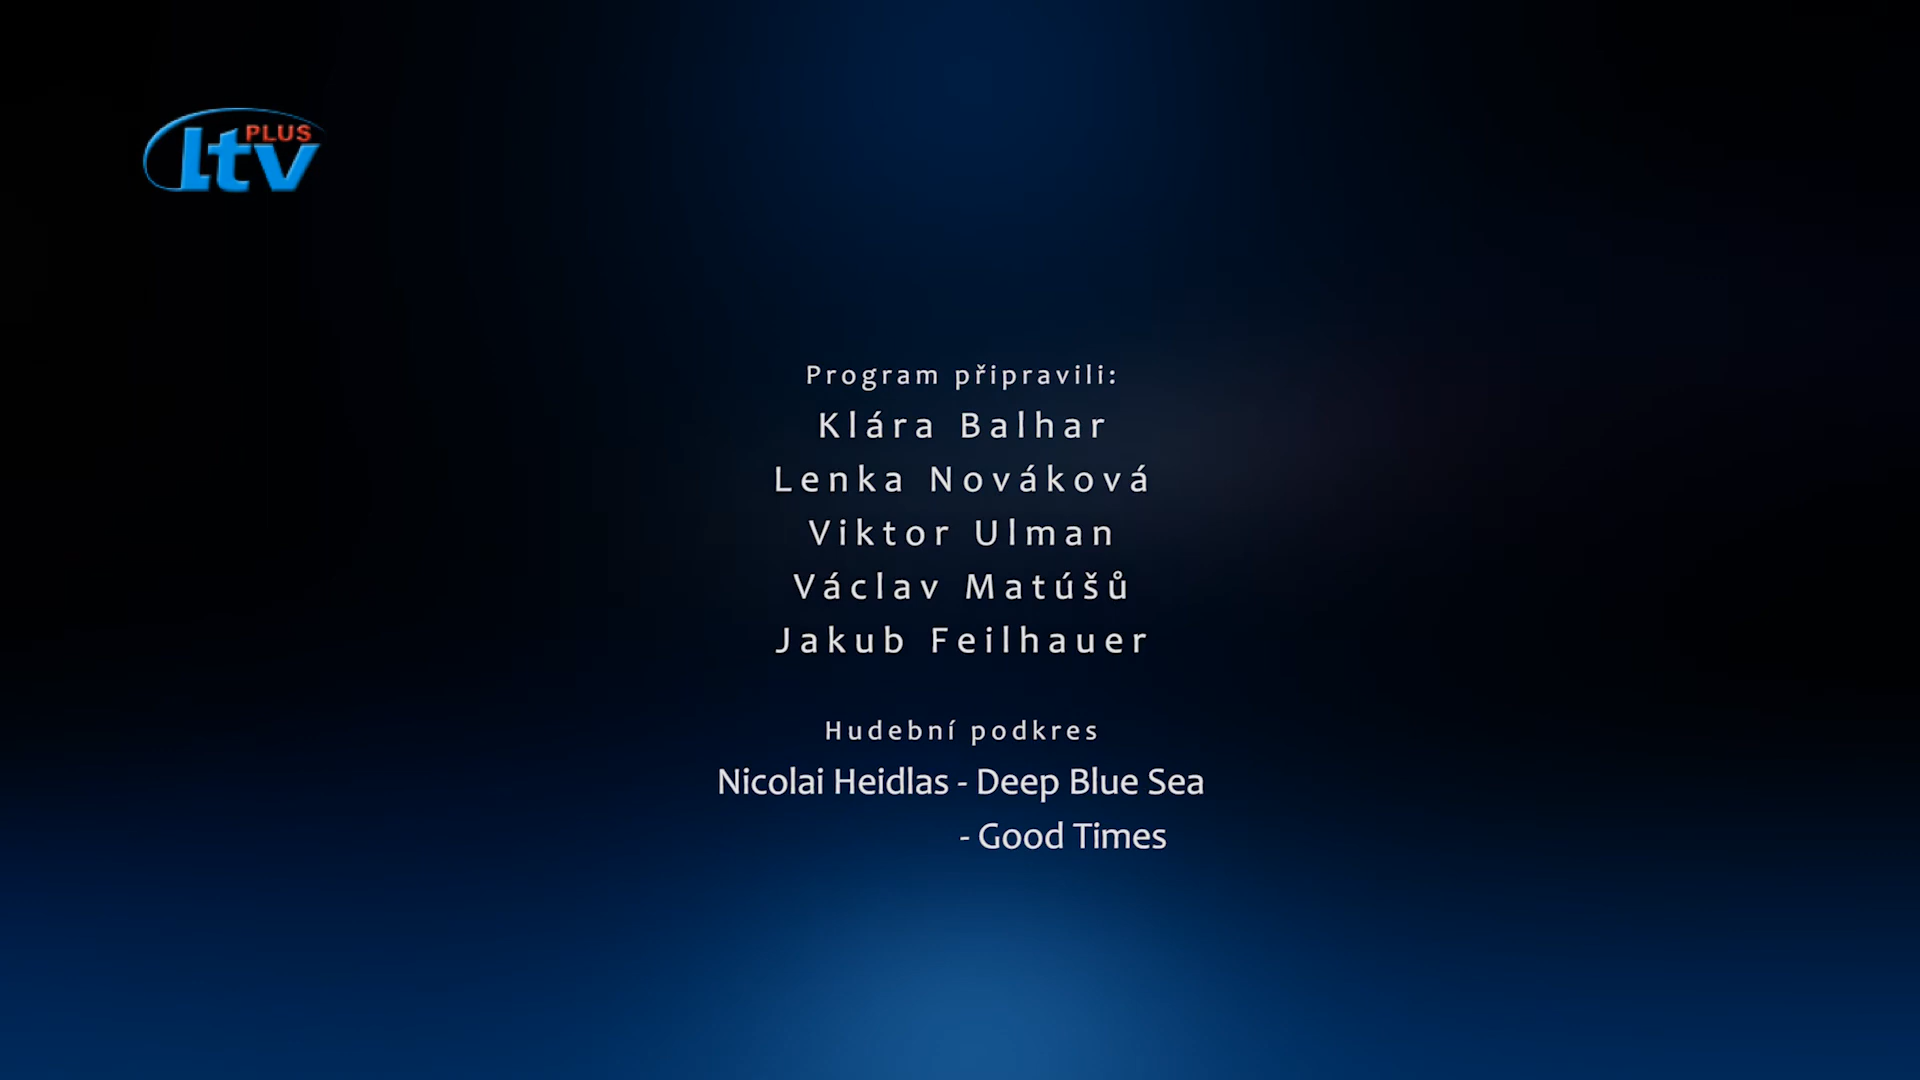 ltv PLUS
Program připravili:
Klára Balhar
Lenka Nováková
Viktor Ulman
Václav Matúšů
Jakub Feilhauer
Hudební podkres
Nicolai Heidlas - Deep Blue Sea
- Good Times